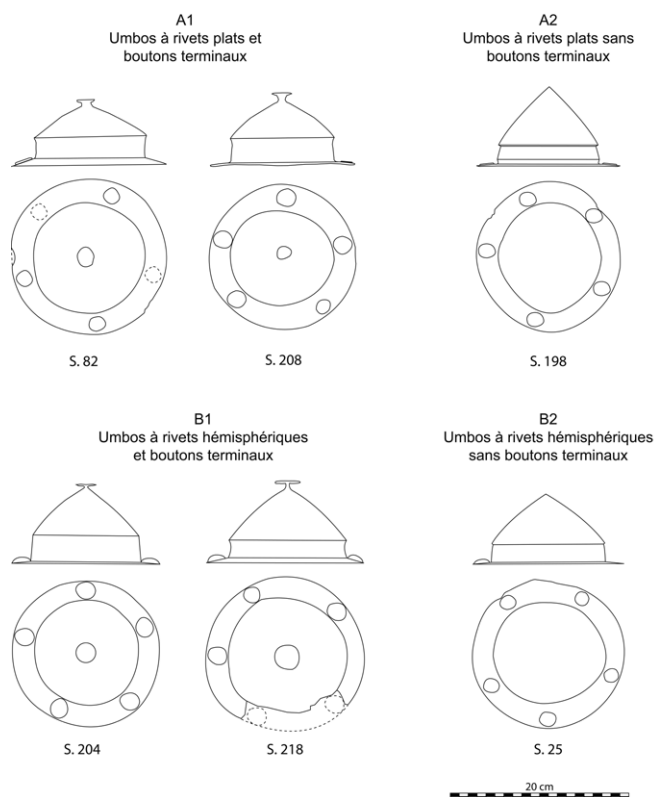 A1
Umbos à rivets plats et
boutons terminaux
A2
Umbos à rivets plats sans
boutons terminaux
S. 82
S. 208
S. 198
B1
Umbos à rivets hémisphériques
et boutons terminaux
B2
Umbos à rivets hémisphériques
sans boutons terminaux
S. 204
S. 218
S. 25
20 cm